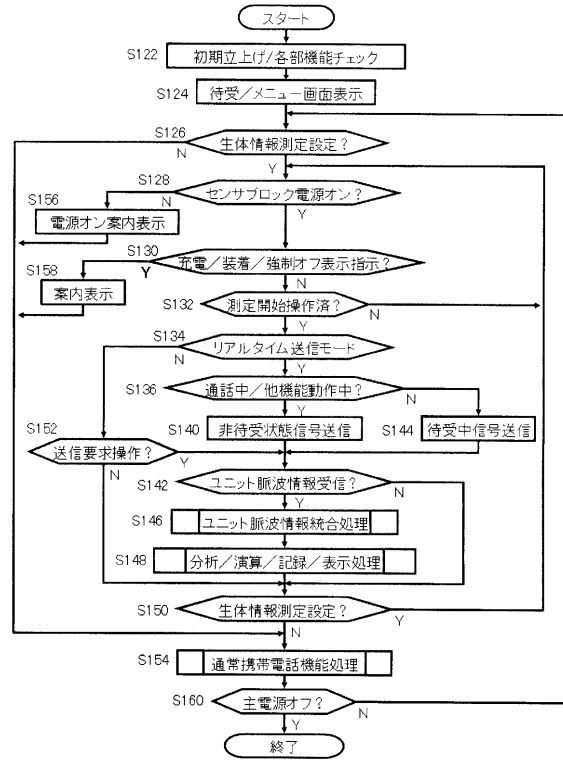 スタート
S122 初期立上げ/各部機能チェック
S124 待受／メニュー画面表示
S126 生体情報測定設定？
N
Y
S128 センサブロック電源オン？
N
Y
S156 電源オン案内表示
S130 充電／装着／強制オフ表示指示？
Y
N
S158 案内表示
S132 測定開始操作済？
N
Y
S134 リアルタイム送信モード
N
Y
S136 通話中／他機能動作中？
N
Y
S140 非待受状態信号送信
S144 待受中信号送信
S152 送信要求操作？
Y
N
S142 ユニット脈波情報受信？
N
Y
S146 ユニット脈波情報統合処理
S148 分析／演算／記録／表示処理
S150 生体情報測定設定？
Y
N
S154 通常携帯電話機能処理
S160 主電源オフ？
N
Y
終了